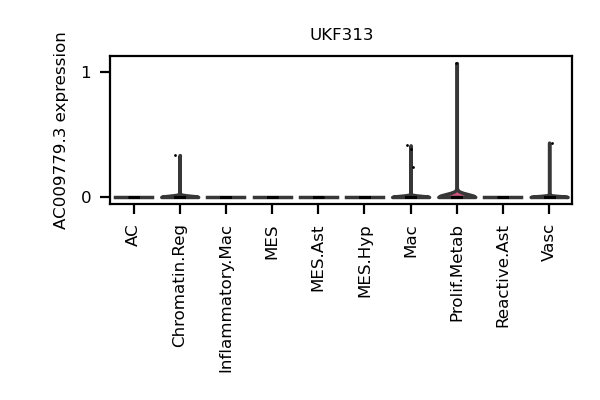 UKF313
AC009779.3 expression
1
0
AC
Chromatin.Reg
Inflammatory.Mac
MES
MES.Ast
MES.Hyp
Mac
Prolif.Metab
Reactive.Ast
Vasc